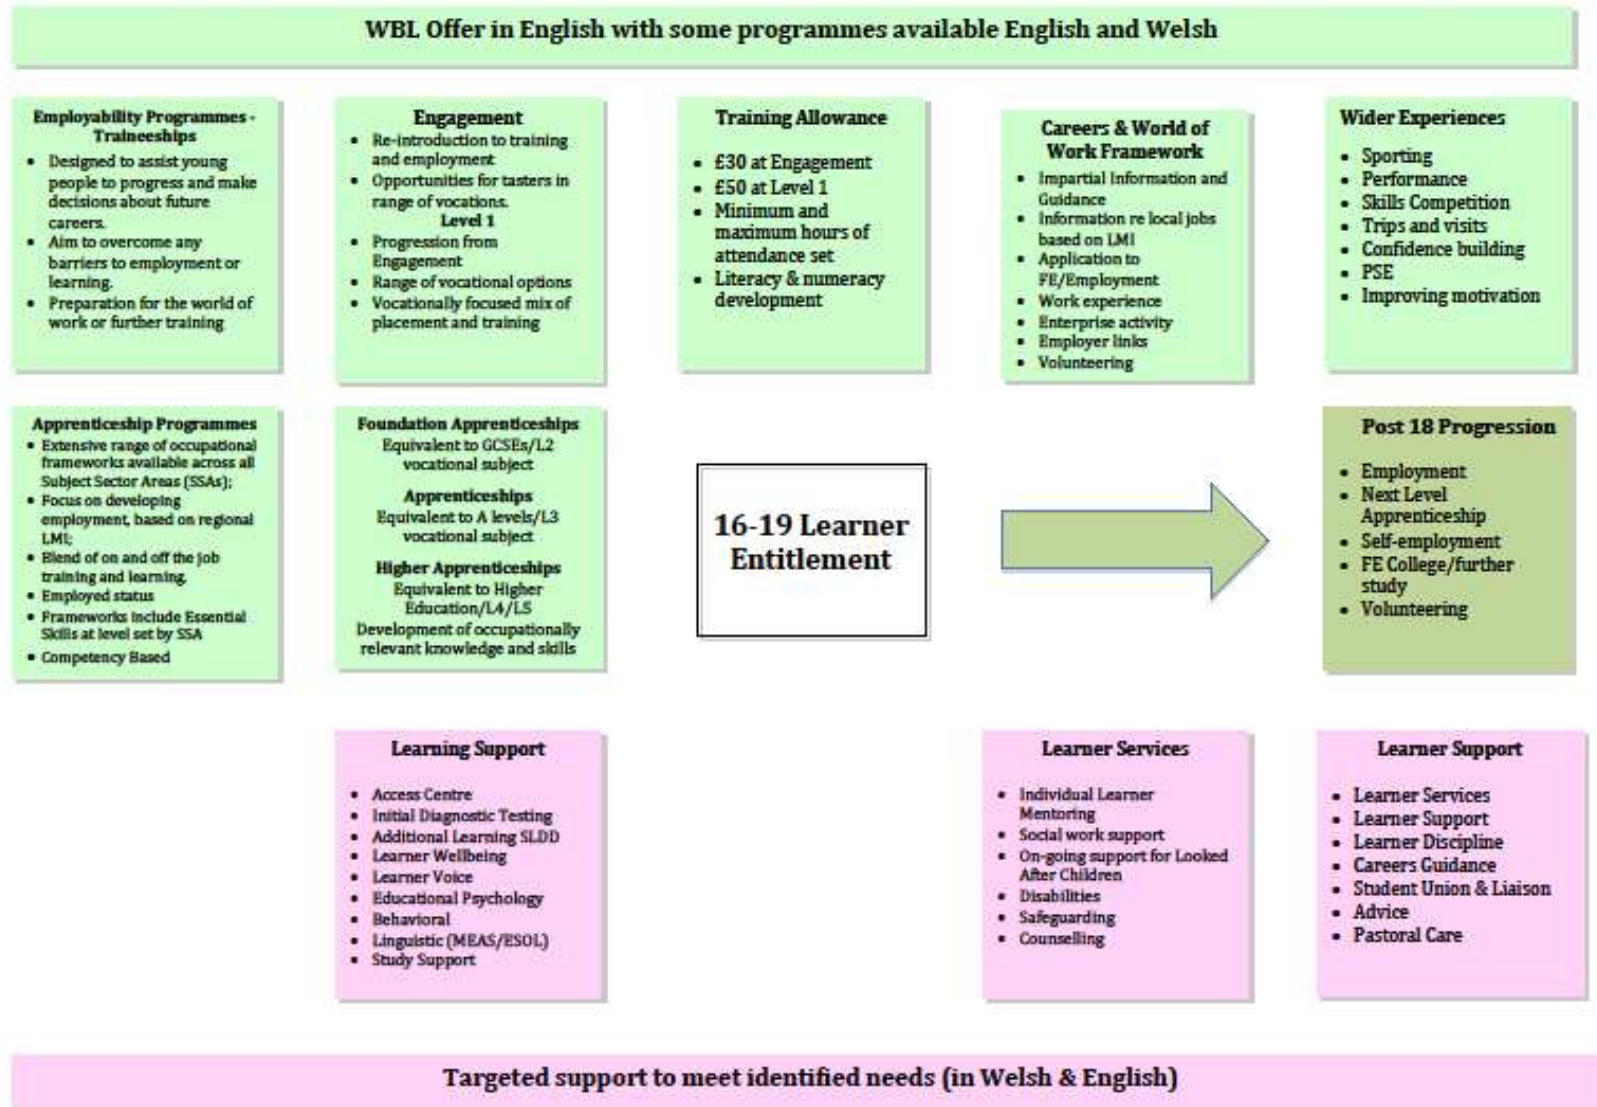 WBL Offer in English with some programmes available English and Welsh
Employability Programmes -
Traineeships
• Designed to assist young
people to progress and make
decisions about future
careers.
• Aim to overcome any
barriers to employment or
learning.
• Preparation for the world of
work or further training
Engagement
• Re-introduction to training
and employment
• Opportunities for tasters in
range of vocations.
Level 1
• Progression from
Engagement
• Range of vocational options
• Vocationally focused mix of
placement and training
Training Allowance
• £30 at Engagement
• £50 at Level 1
• Minimum and
maximum hours of
attendance set
• Literacy & numeracy
development
Careers & World of
Work Framework
• Impartial Information and
Guidance
• Information re local jobs
based on LMI
• Application to
FE/Employment
• Work experience
• Enterprise activity
• Employer links
• Volunteering
Wider Experiences
• Sporting
• Performance
• Skills Competition
• Trips and visits
• Confidence building
• PSE
• Improving motivation
Apprenticeship Programmes
• Extensive range of occupational
frameworks available across all
Subject Sector Areas (SSAs);
• Focus on developing
employment, based on regional
LMI;
• Blend of on and off the job
training and learning.
• Employed status
• Frameworks include Essential
Skills at level set by SSA
• Competency Based
Foundation Apprenticeships
Equivalent to GCSEs/L2
vocational subject
Apprenticeships
Equivalent to A levels/L3
vocational subject
Higher Apprenticeships
Equivalent to Higher
Education/L4/L5
Development of occupationally
relevant knowledge and skills
16-19 Learner
Entitlement
Post 18 Progression
• Employment
• Next Level
Apprenticeship
• Self-employment
• FE College/further
study
• Volunteering
Learning Support
• Access Centre
• Initial Diagnostic Testing
• Additional Learning SLDD
• Learner Wellbeing
• Learner Voice
• Educational Psychology
• Behavioral
• Linguistic (MEAS/ESOL)
• Study Support
Learner Services
• Individual Learner
Mentoring
• Social work support
• On-going support for Looked
After Children
• Disabilities
• Safeguarding
• Counselling
Learner Support
• Learner Services
• Learner Support
• Learner Discipline
• Careers Guidance
• Student Union & Liaison
• Advice
• Pastoral Care
Targeted support to meet identified needs (in Welsh & English)